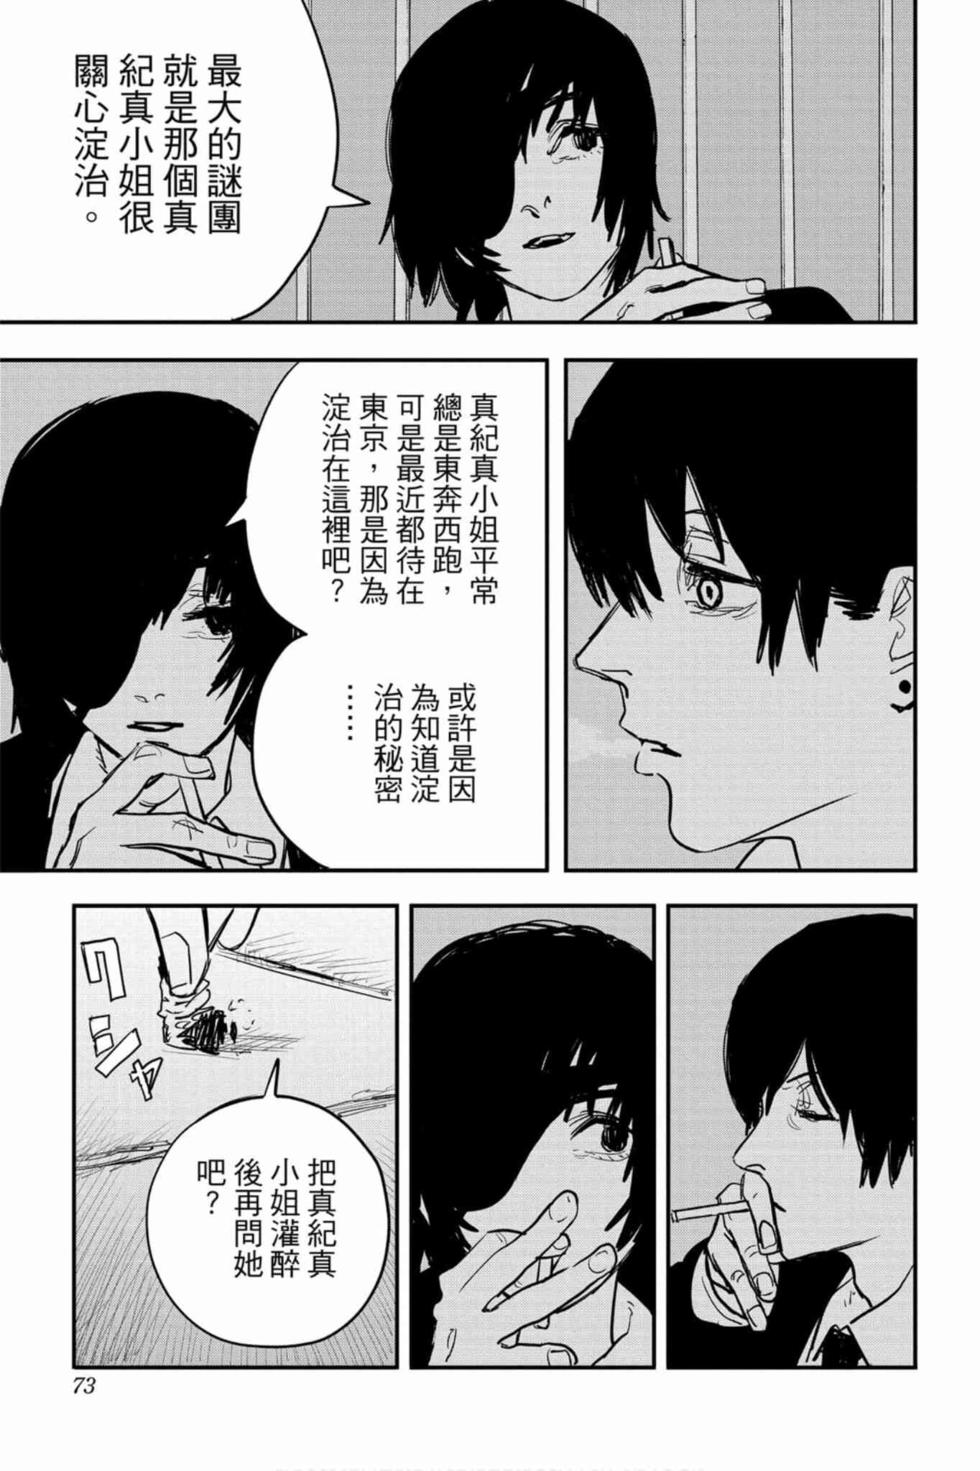 最大的謎團
就是那個真
紀真小姐很
關心淀治。
真紀真小姐平常
總是東奔西跑，
可是最近都待在
東京，那是因為
淀治在這裡吧？
或許是因
為知道淀
治的秘密
……
クシャ
把真紀真
小姐灌醉
後再問她
吧？
73